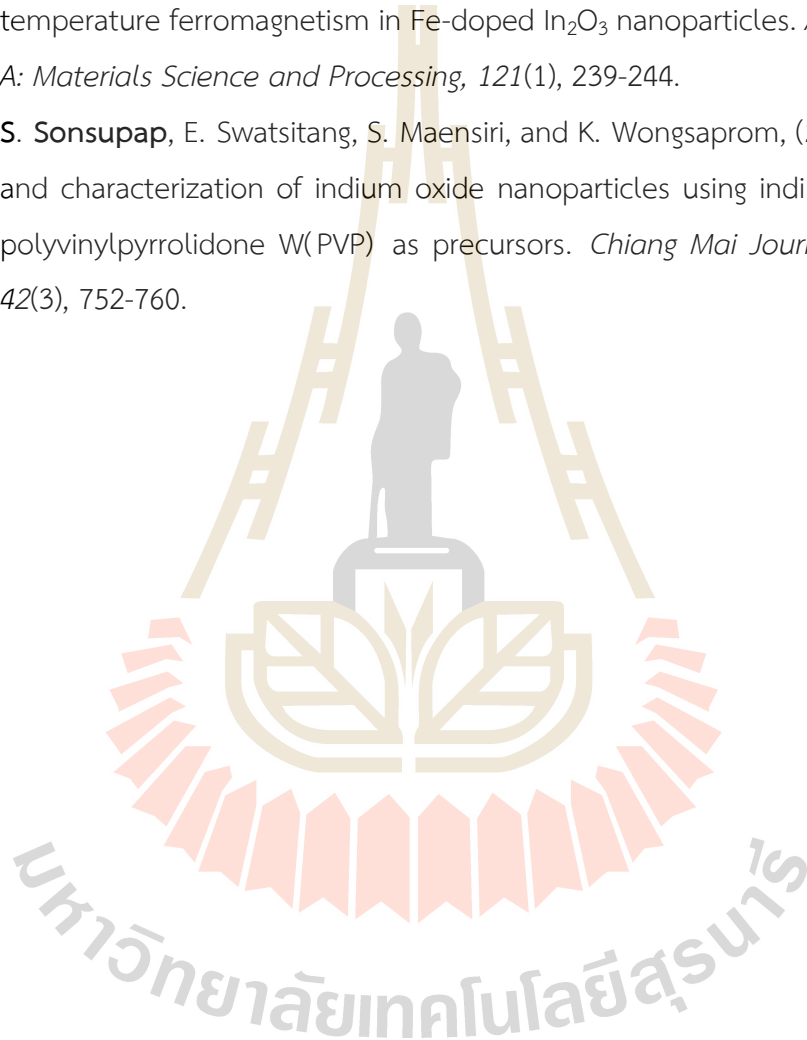 temperature ferromagnetism in Fe-doped In₂O₃ nanoparticles.
A: Materials Science and Processing, 121(1), 239-244.
S. Sonsupap, E. Swatsitang, S. Maensiri, and K. Wongsaprom, (
and characterization of indium oxide nanoparticles using indi
polyvinylpyrrolidone W(PVP) as precursors. Chiang Mai Jour
42(3), 752-760.
มหาวิทยาลัยเทคโนโลยีสุรนารี